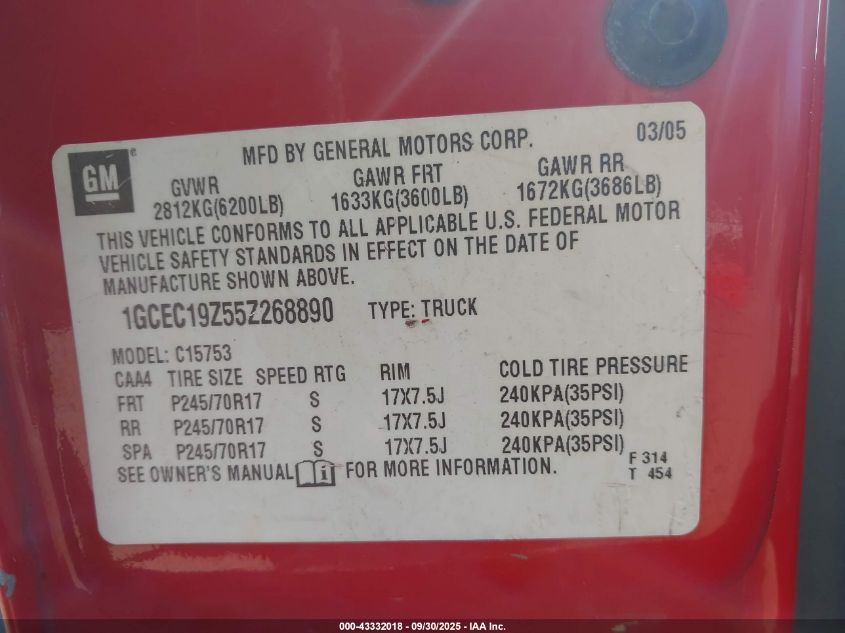 03/05
GM
MFD BY GENERAL MOTORS CORP.
GVWR GAWR FRT GAWR RR
2812KG(6200LB) 1633KG(3600LB) 1672KG(3686LB)
THIS VEHICLE CONFORMS TO ALL APPLICABLE U.S. FEDERAL MOTOR
VEHICLE SAFETY STANDARDS IN EFFECT ON THE DATE OF
MANUFACTURE SHOWN ABOVE.
1GCEC19Z55Z268890 TYPE: TRUCK
MODEL: C15753
CAA4 TIRE SIZE SPEED RTG RIM COLD TIRE PRESSURE
FRT P245/70R17 S 17X7.5J 240KPA(35PSI)
RR P245/70R17 S 17X7.5J 240KPA(35PSI)
SPA P245/70R17 S 17X7.5J 240KPA(35PSI)
SEE OWNER'S MANUAL i FOR MORE INFORMATION.
F 314
T 454
000-43332018 - 09/30/2025 - IAA Inc.